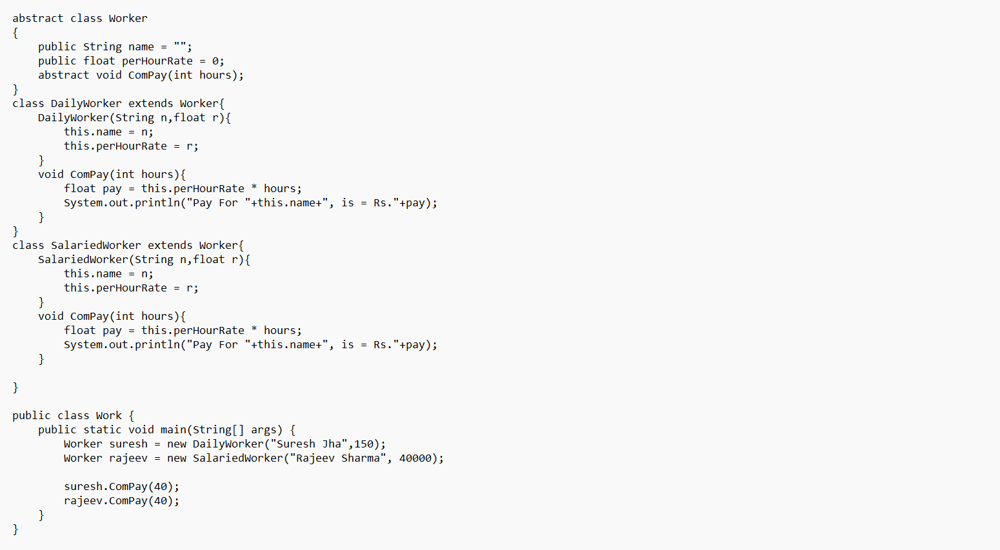 abstract class Worker
{
    public String name = "";
    public float perHourRate = 0;
    abstract void ComPay(int hours);
}
class DailyWorker extends Worker{
    DailyWorker(String n,float r){
        this.name = n;
        this.perHourRate = r;
    }
    void ComPay(int hours){
        float pay = this.perHourRate * hours;
        System.out.println("Pay For "+this.name+", is = Rs."+pay);
    }
}
class SalariedWorker extends Worker{
    SalariedWorker(String n,float r){
        this.name = n;
        this.perHourRate = r;
    }
    void ComPay(int hours){
        float pay = this.perHourRate * hours;
        System.out.println("Pay For "+this.name+", is = Rs."+pay);
    }

}

public class Work {
    public static void main(String[] args) {
        Worker suresh = new DailyWorker("Suresh Jha",150);
        Worker rajeev = new SalariedWorker("Rajeev Sharma", 40000);

        suresh.ComPay(40);
        rajeev.ComPay(40);
    }
}